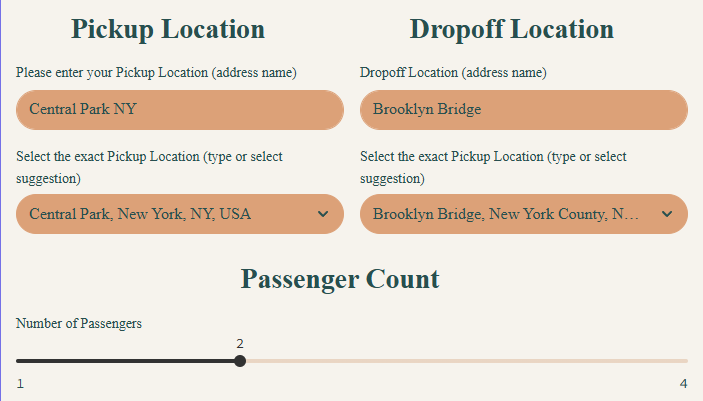 Pickup Location
Please enter your Pickup Location (address name)
Central Park NY
Select the exact Pickup Location (type or select
suggestion)
Central Park, New York, NY, USA
Dropoff Location
Dropoff Location (address name)
Brooklyn Bridge
Select the exact Pickup Location (type or select
suggestion)
Brooklyn Bridge, New York County, N...
Passenger Count
Number of Passengers
2
1
4